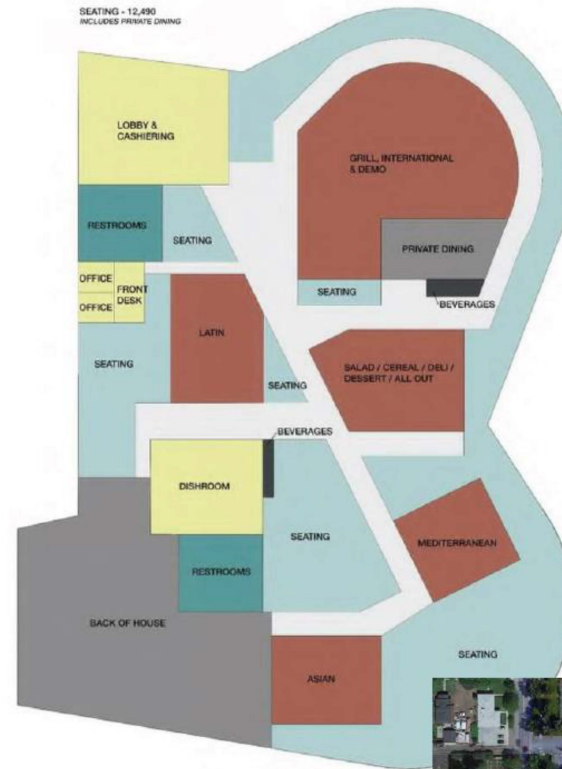 SEATING - 12,490
INCLUDES PRIVATE DINING
LOBBY &
CASHIERING
GRILL, INTERNATIONAL
& DEMO
RESTROOMS
SEATING
PRIVATE DINING
OFFICE
FRONT
DESK
OFFICE
SEATING
BEVERAGES
LATIN
SEATING
SALAD / CEREAL / DELI /
DESSERT / ALL OUT
SEATING
BEVERAGES
DISHROOM
SEATING
MEDITERRANEAN
RESTROOMS
BACK OF HOUSE
SEATING
ASIAN